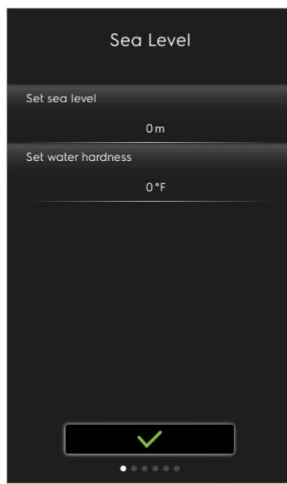 Sea Level
Set sea level
0 m
Set water hardness
0 °F